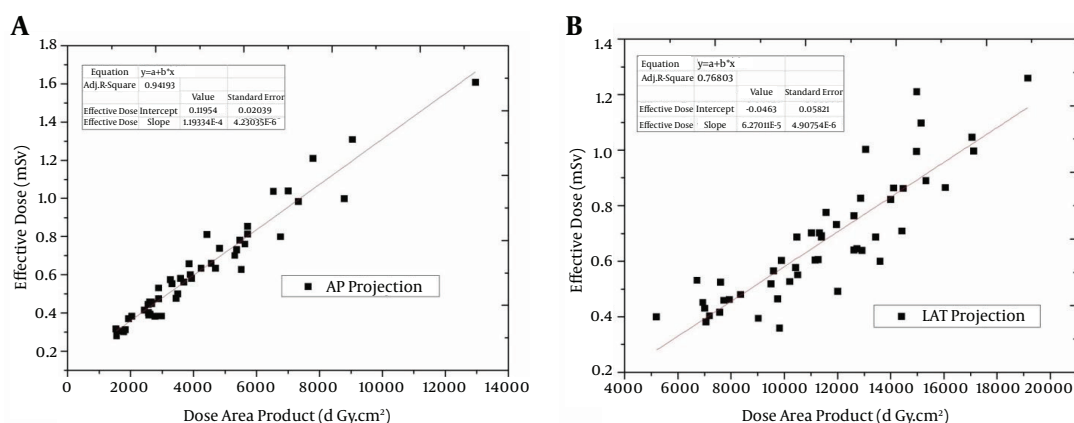 A
1.8
1.6
1.4
1.2
1.0
0.8
0.6
0.4
0.2
Effective Dose (mSv)
Equation y=a+b*x
Adj.R-Square 0.94193
Value Standard Error
Effective Dose Intercept 0.11954 0.02039
Effective Dose Slope 1.19334E-4 4.23035E-6
AP Projection
0 2000 4000 6000 8000 10000 12000 14000
Dose Area Product (d Gy.cm²)
B
1.4
1.2
1.0
0.8
0.6
0.4
0.2
Effective Dose (mSv)
Equation y=a+b*x
Adj.R-Square 0.76803
Value Standard Error
Effective Dose Intercept -0.0463 0.05821
Effective Dose Slope 6.27011E-5 4.90754E-6
LAT Projection
4000 6000 8000 10000 12000 14000 16000 18000 20000
Dose Area Product (d Gy.cm²)